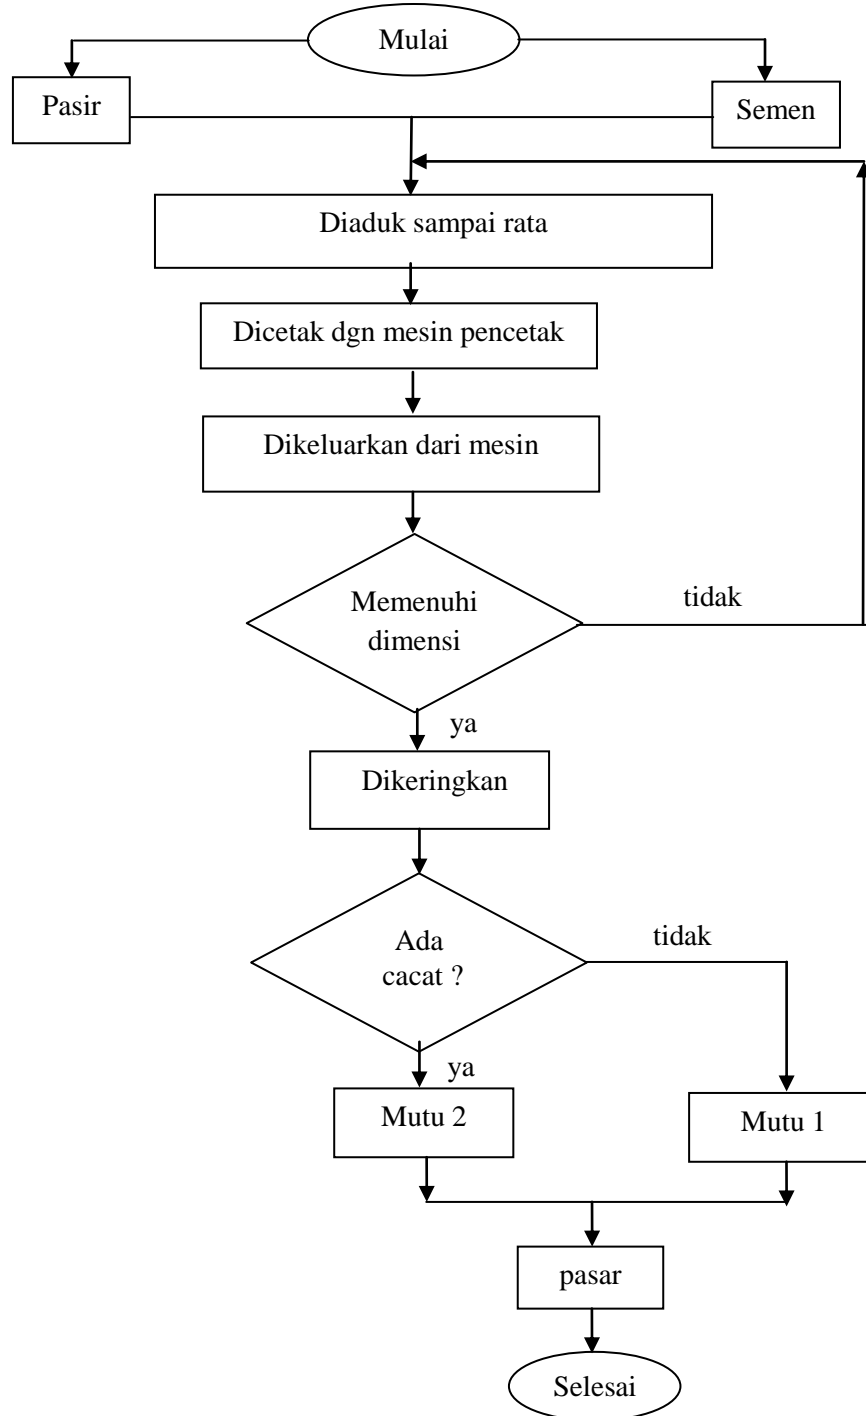 Mulai
Pasir
Semen
Diaduk sampai rata
Dicetak dgn mesin pencetak
Dikeluarkan dari mesin
Memenuhi
dimensi
tidak
ya
Dikeringkan
Ada
cacat ?
tidak
ya
Mutu 2
Mutu 1
pasar
Selesai